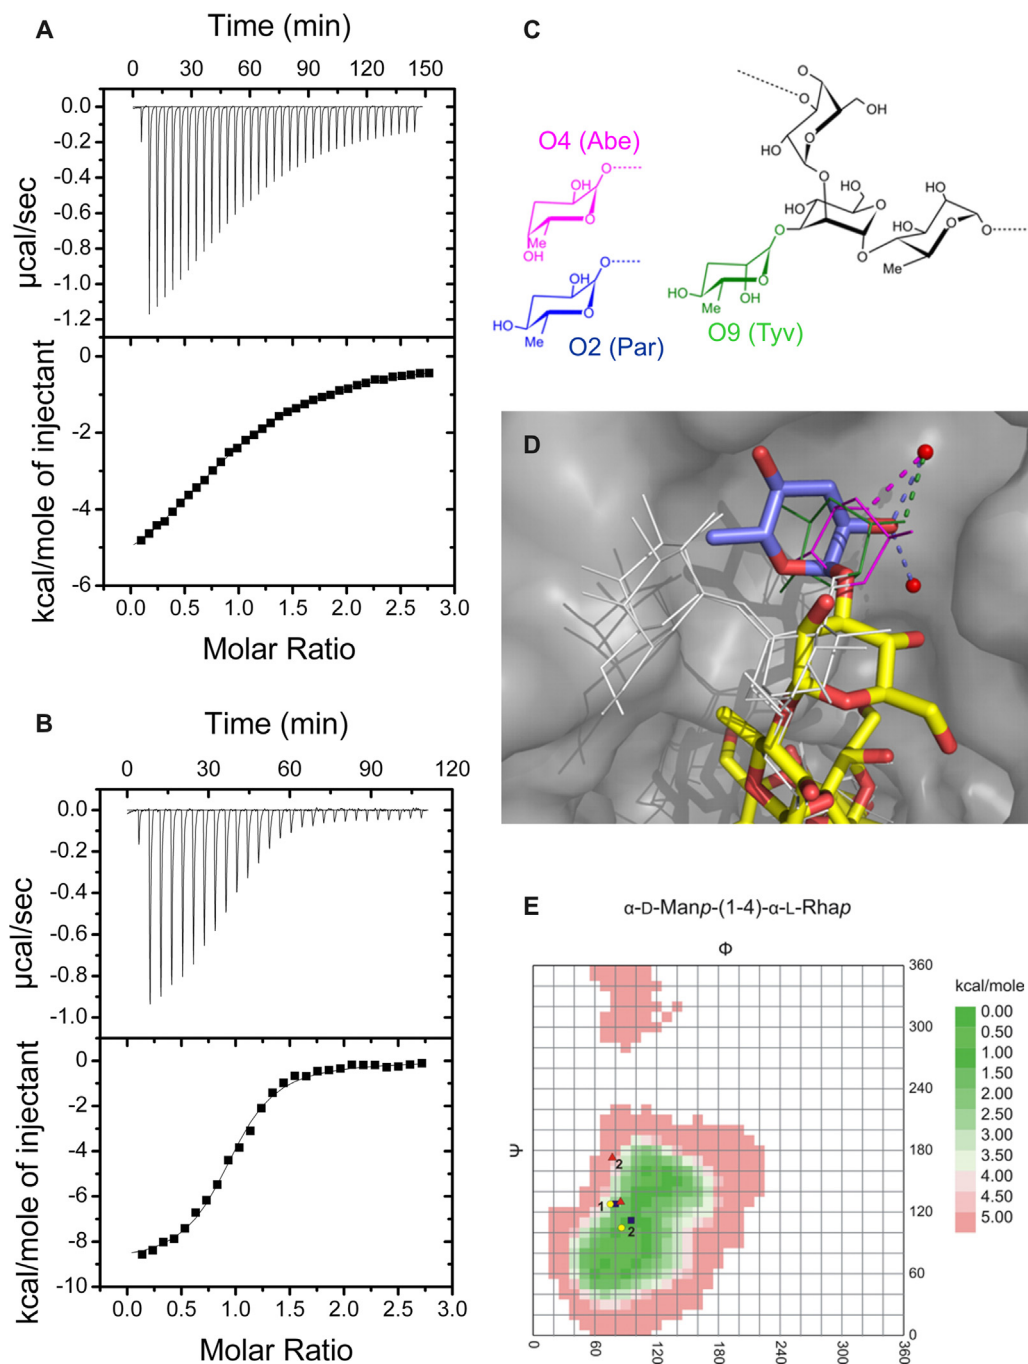 A
Time (min)
0 30 60 90 120 150
0.0
-0.2
-0.4
-0.6
-0.8
-1.0
-1.2
µcal/sec
0
-2
-4
-6
kcal/mole of injectant
0.0 0.5 1.0 1.5 2.0 2.5 3.0
Molar Ratio
B
Time (min)
0 30 60 90 120
0.0
-0.2
-0.4
-0.6
-0.8
-1.0
µcal/sec
0
-2
-4
-6
-8
-10
kcal/mole of injectant
0.0 0.5 1.0 1.5 2.0 2.5 3.0
Molar Ratio
C
O4 (Abe)
O
OH
O
Me
OH
O
OH
O
HO
Me
O2 (Par)
O
O
OH
O
HO
O
O
HO
HO
O
O
O
O
HO
Me
OH
O9 (Tyv)
HO
HO
O
O
Me
D
E
α-D-Manp-(1-4)-α-L-Rhap
Φ
Ψ
360
300
240
180
120
60
0
0 60 120 180 240 300 360
2
1
2
kcal/mole
0.00
0.50
1.00
2.00
2.50
3.00
3.50
4.00
4.50
5.00